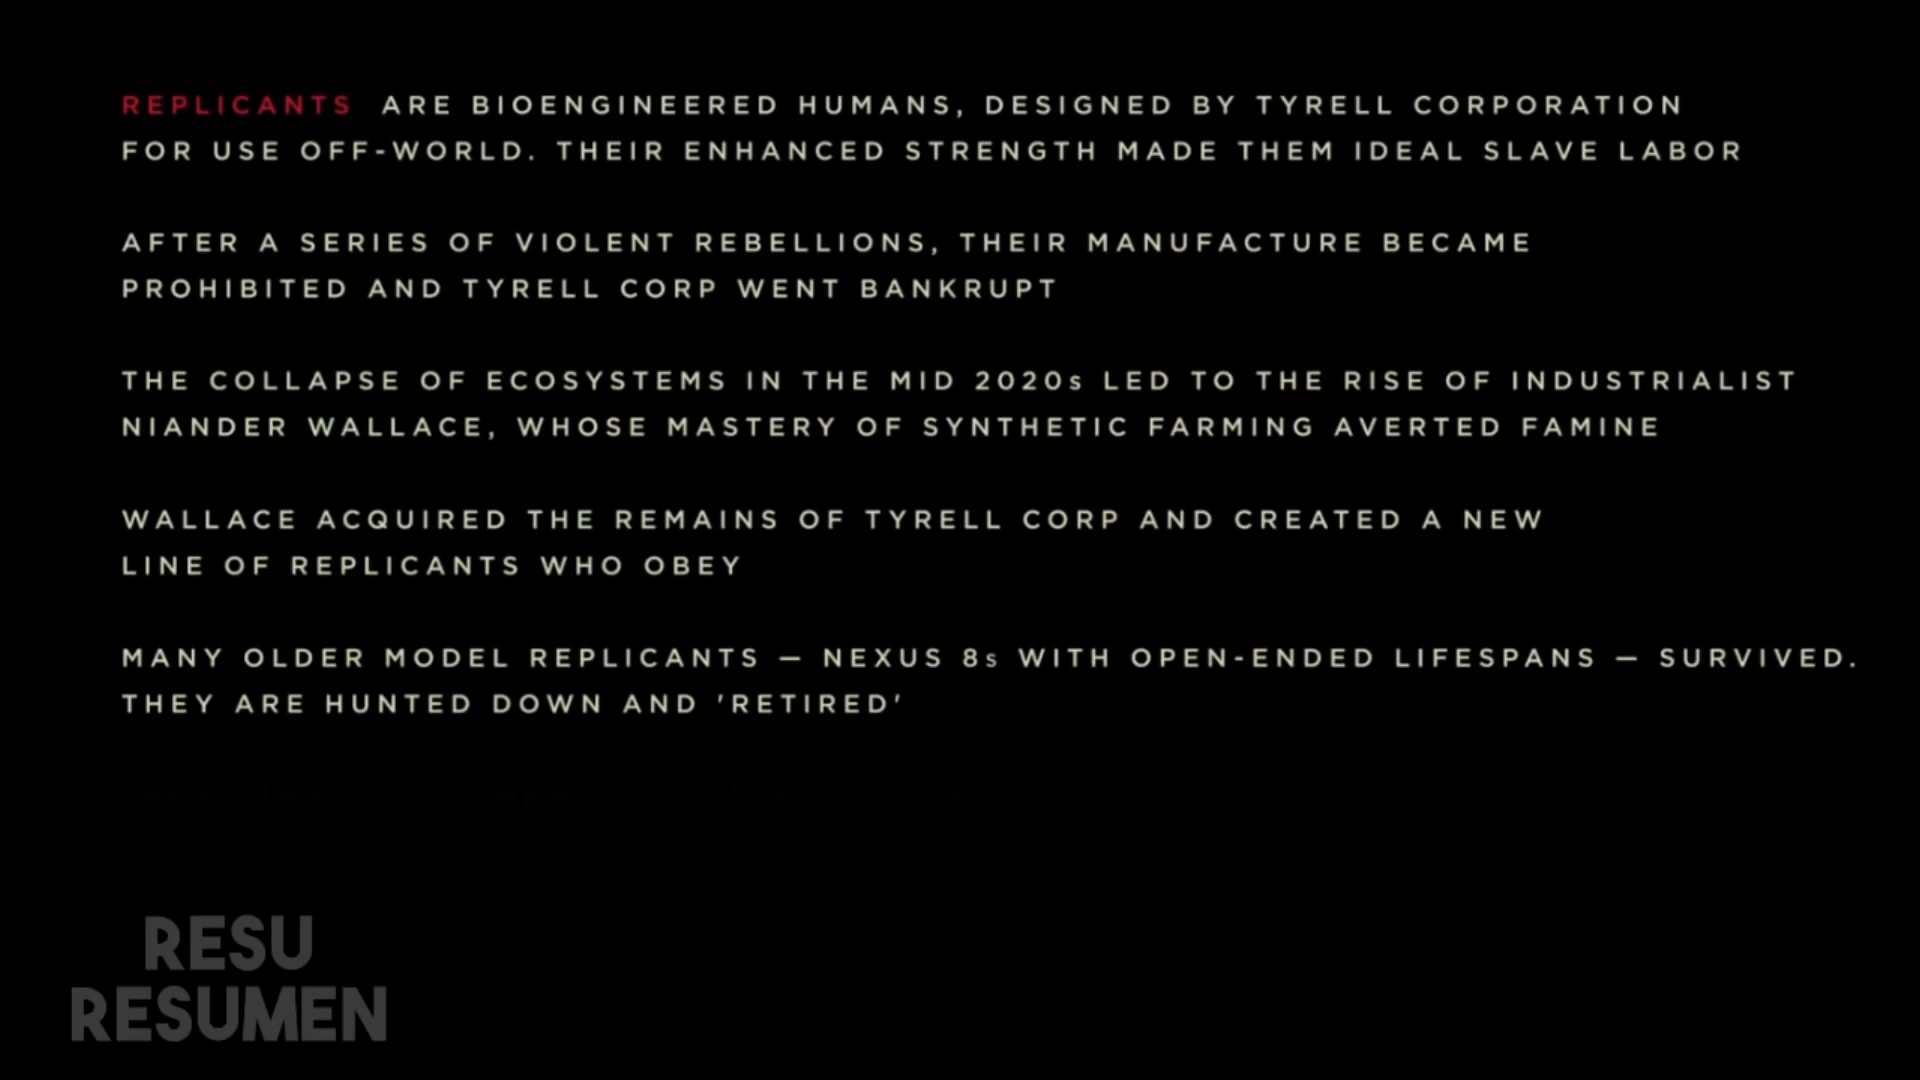 REPLICANTS ARE BIOENGINEERED HUMANS, DESIGNED BY TYRELL CORPORATION
FOR USE OFF-WORLD. THEIR ENHANCED STRENGTH MADE THEM IDEAL SLAVE LABOR
AFTER A SERIES OF VIOLENT REBELLIONS, THEIR MANUFACTURE BECAME
PROHIBITED AND TYRELL CORP WENT BANKRUPT
THE COLLAPSE OF ECOSYSTEMS IN THE MID 2020s LED TO THE RISE OF INDUSTRIALIST
NIANDER WALLACE, WHOSE MASTERY OF SYNTHETIC FARMING AVERTED FAMINE
WALLACE ACQUIRED THE REMAINS OF TYRELL CORP AND CREATED A NEW
LINE OF REPLICANTS WHO OBEY
MANY OLDER MODEL REPLICANTS — NEXUS 8s WITH OPEN-ENDED LIFESPANS — SURVIVED.
THEY ARE HUNTED DOWN AND 'RETIRED'
RESU
RESUMEN